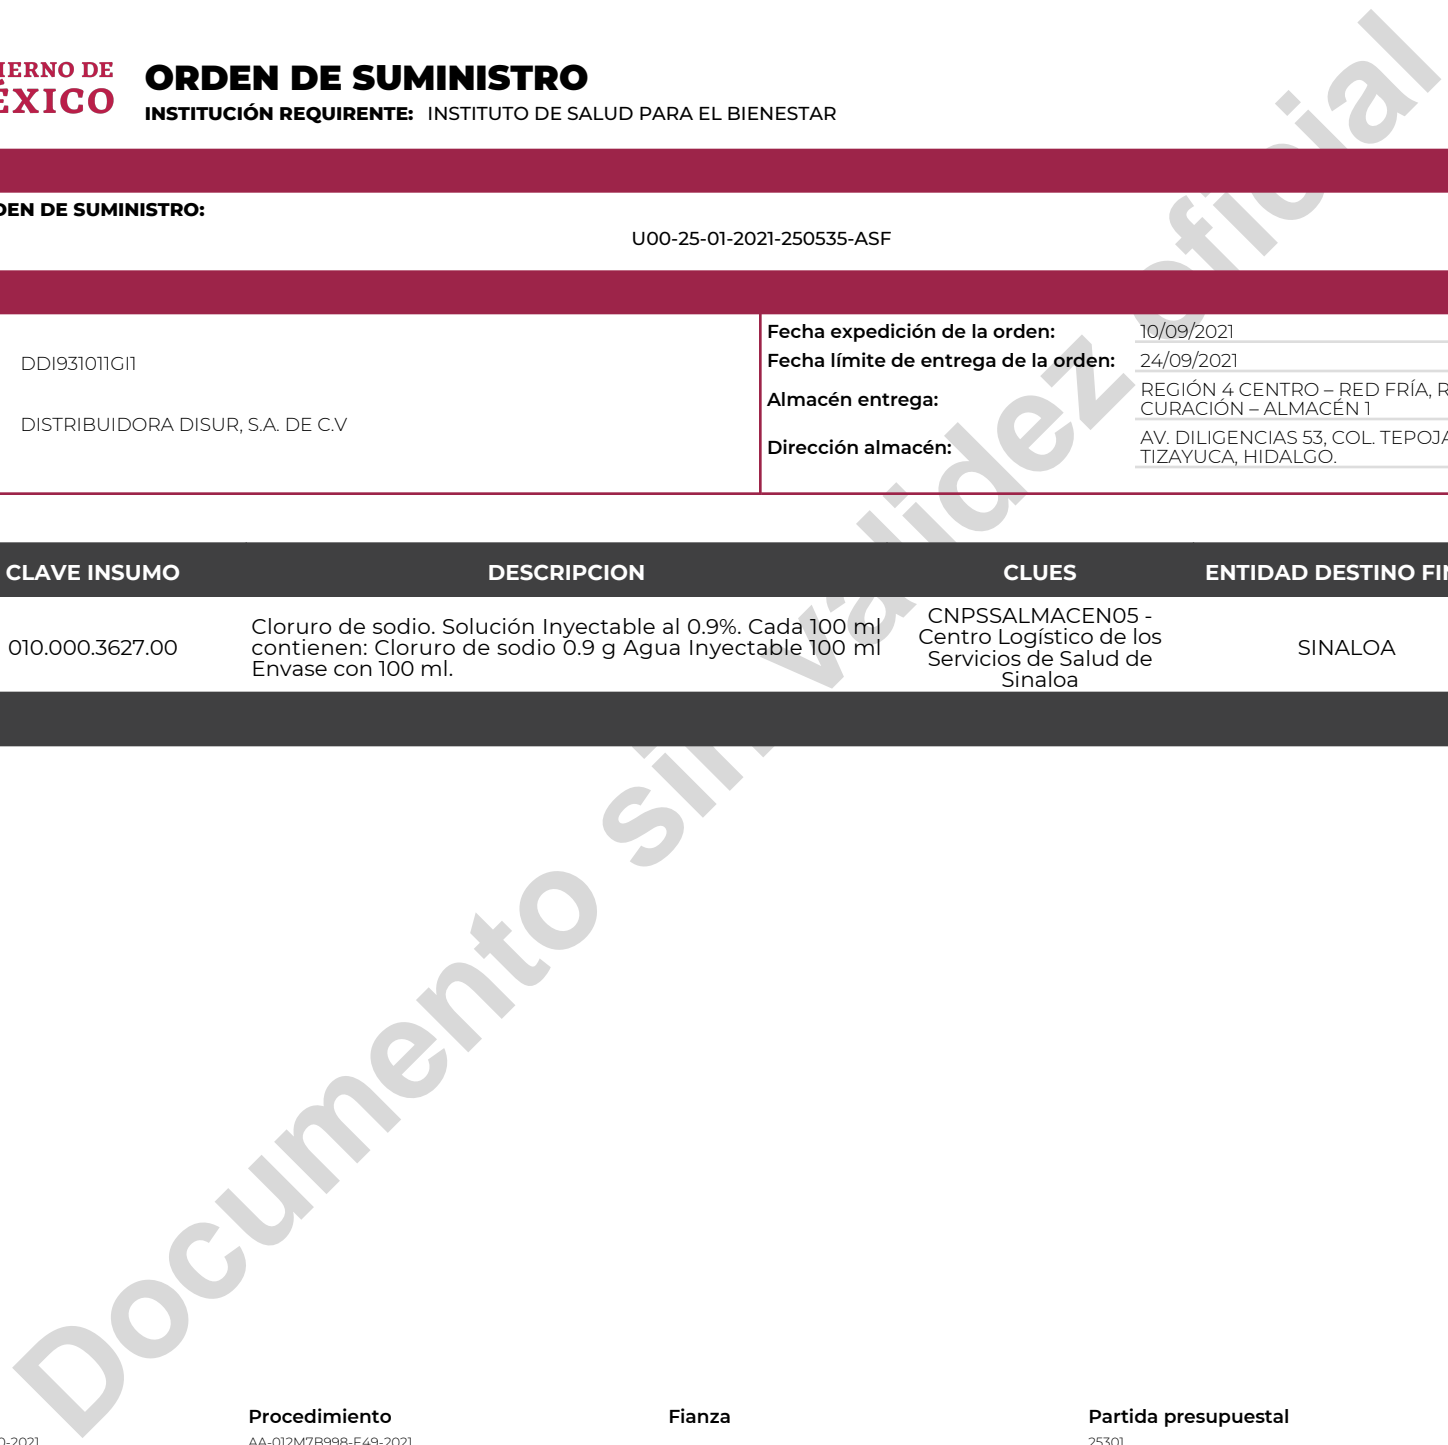 ORDEN DE SUMINISTRO
INSTITUCIÓN REQUIRENTE: INSTITUTO DE SALUD PARA EL BIENESTAR
DE
XICO
DE SUMINISTRO:
U00-25-01-2021-250535-ASF
DDI931011GI1
DISTRIBUIDORA DISUR, S.A. DE C.V
Fecha expedición de la orden: 10/09/2021
Fecha límite de entrega de la orden: 24/09/2021
Almacén entrega: REGIÓN 4 CENTRO – RED FRÍA,
CURACIÓN – ALMACÉN 1
Dirección almacén: AV. DILIGENCIAS 53, COL.
TIZAYUCA, HIDALGO.
CLAVE INSUMO DESCRIPCION CLUES ENTIDAD DESTINO
010.000.3627.00
Cloruro de sodio. Solución Inyectable al 0.9%. Cada 100 ml
contienen: Cloruro de sodio 0.9 g Agua Inyectable 100 ml
Envase con 100 ml.
CNPSSALMACEN05 -
Centro Logístico de los
Servicios de Salud de
Sinaloa
SINALOA
Documento sin validez oficial
Procedimiento Fianza Partida presupuestal
AA-012M7B998-E49-2021
25301